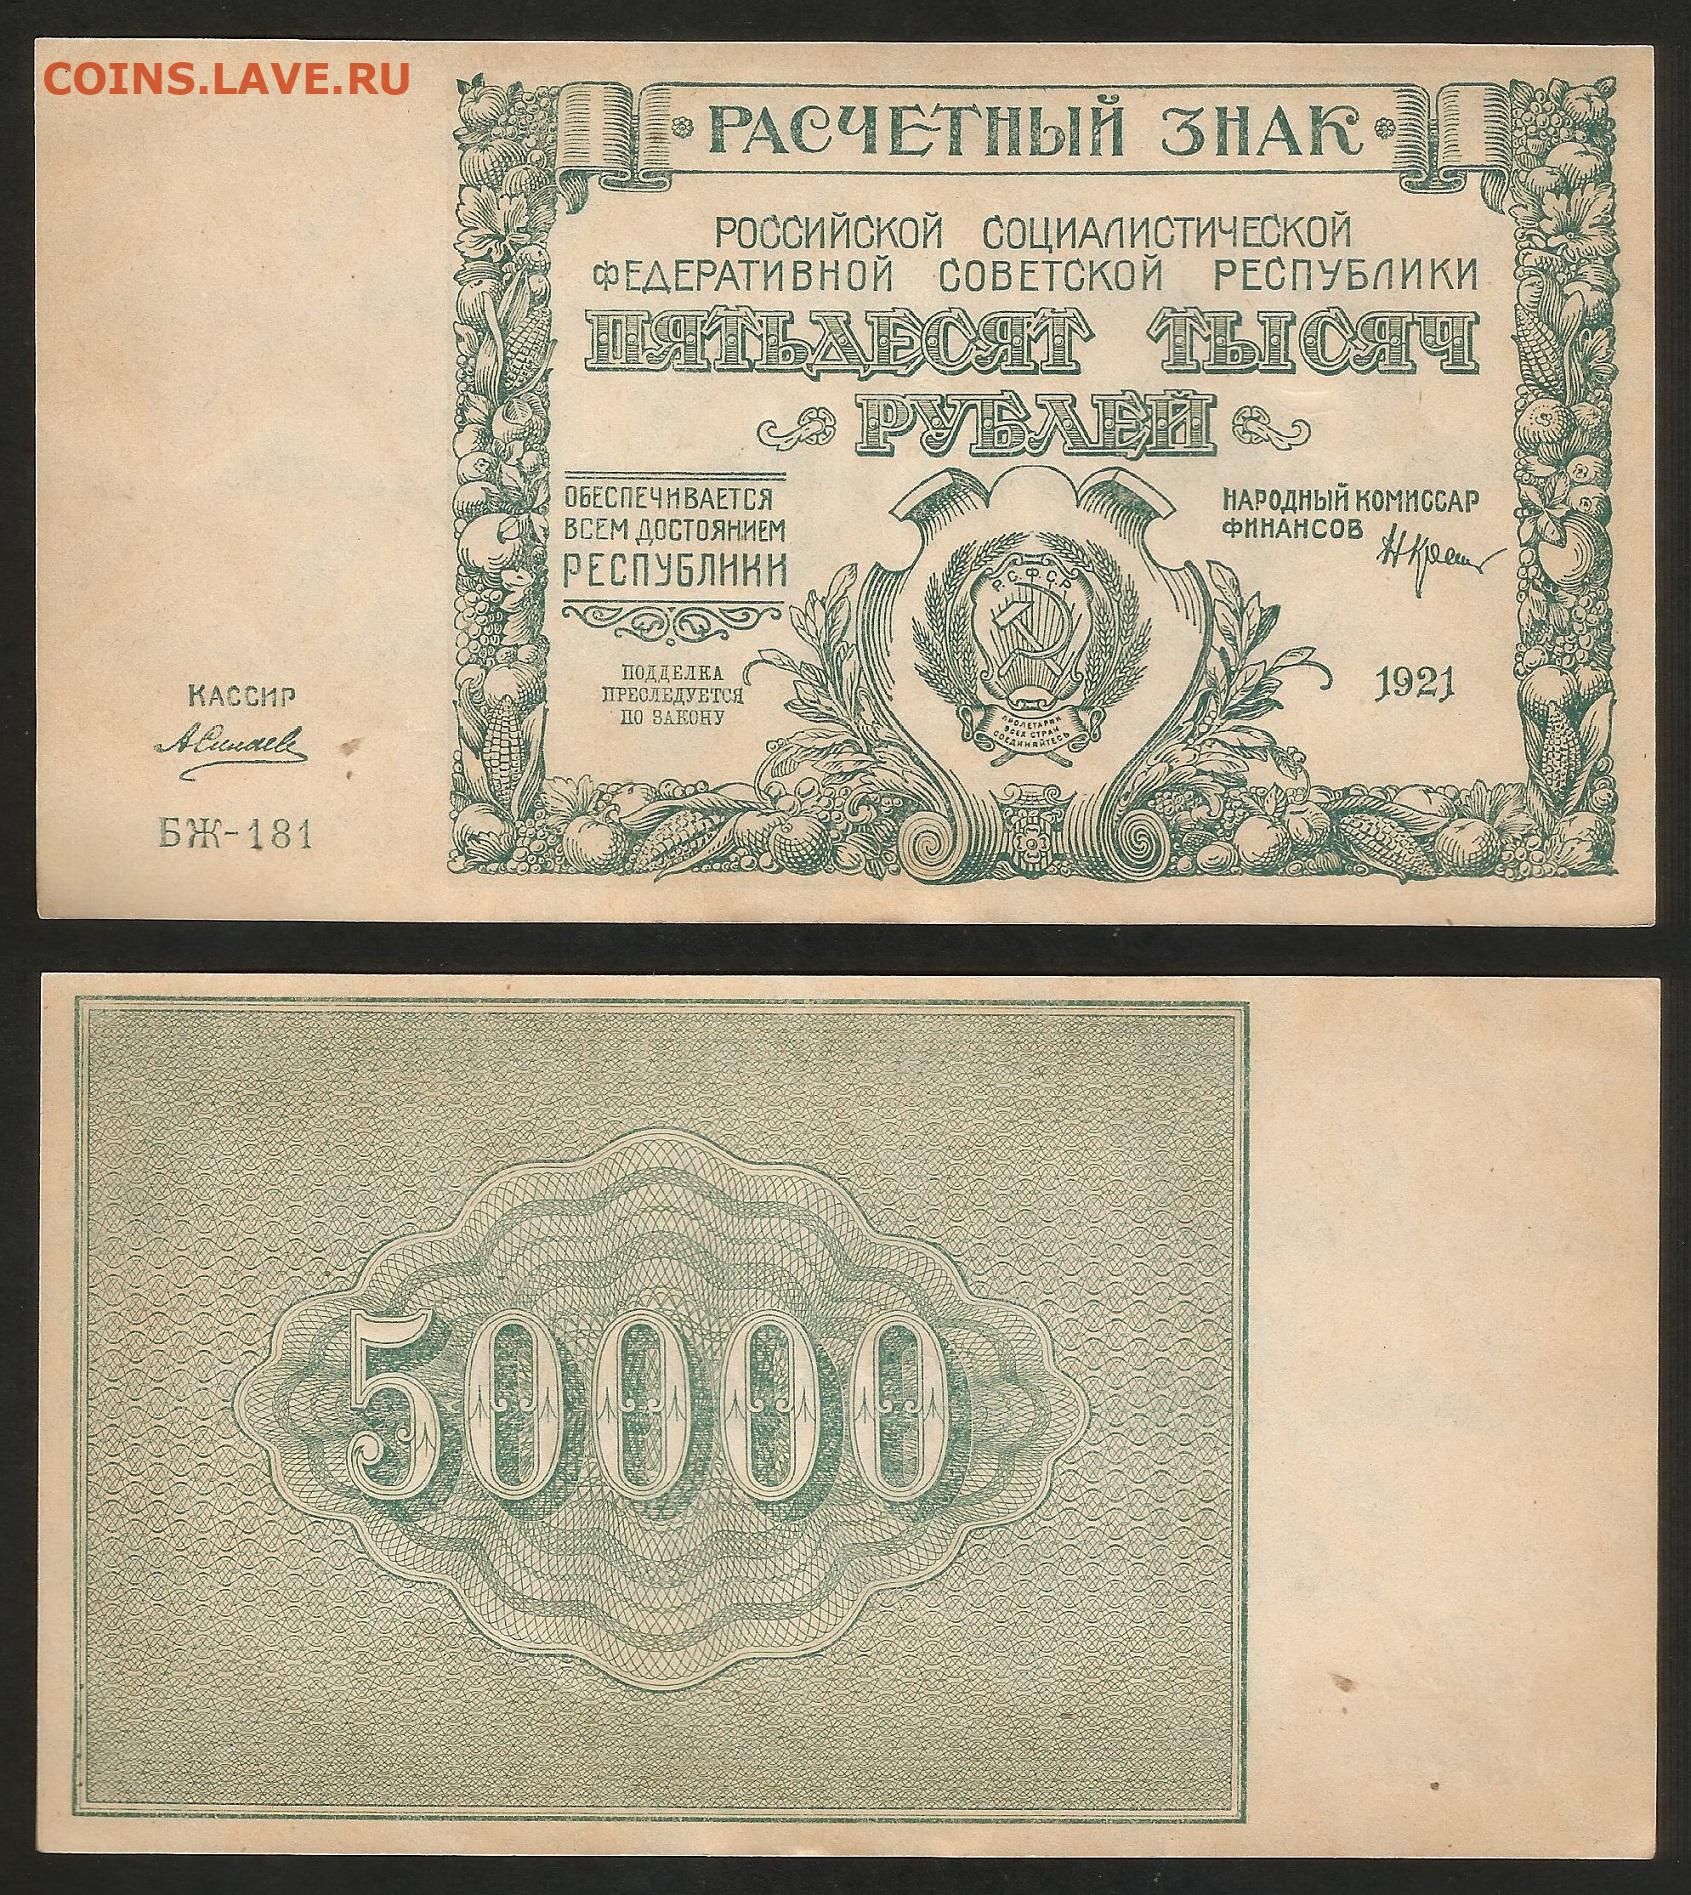 COINS.LAVE.RU
РАСЧЕТНЫЙ ЗНАК
РОССИЙСКОЙ СОЦИАЛИСТИЧЕСКОЙ
ФЕДЕРАТИВНОЙ СОВЕТСКОЙ РЕСПУБЛИКИ
ПЯТЬДЕСЯТ ТЫСЯЧ
РУБЛЕЙ
ОБЕСПЕЧИВАЕТСЯ
ВСЕМ ДОСТОЯНИЕМ
РЕСПУБЛИКИ
ПОДДЕЛКА
ПРЕСЛЕДУЕТСЯ
ПО ЗАКОНУ
Р.С.Ф.С.Р.
ПРОЛЕТАРИИ
ВСЕХ СТРАН
СОЕДИНЯЙТЕСЬ
НАРОДНЫЙ КОМИССАР
ФИНАНСОВ
1921
КАССИР
БЖ-181
50000